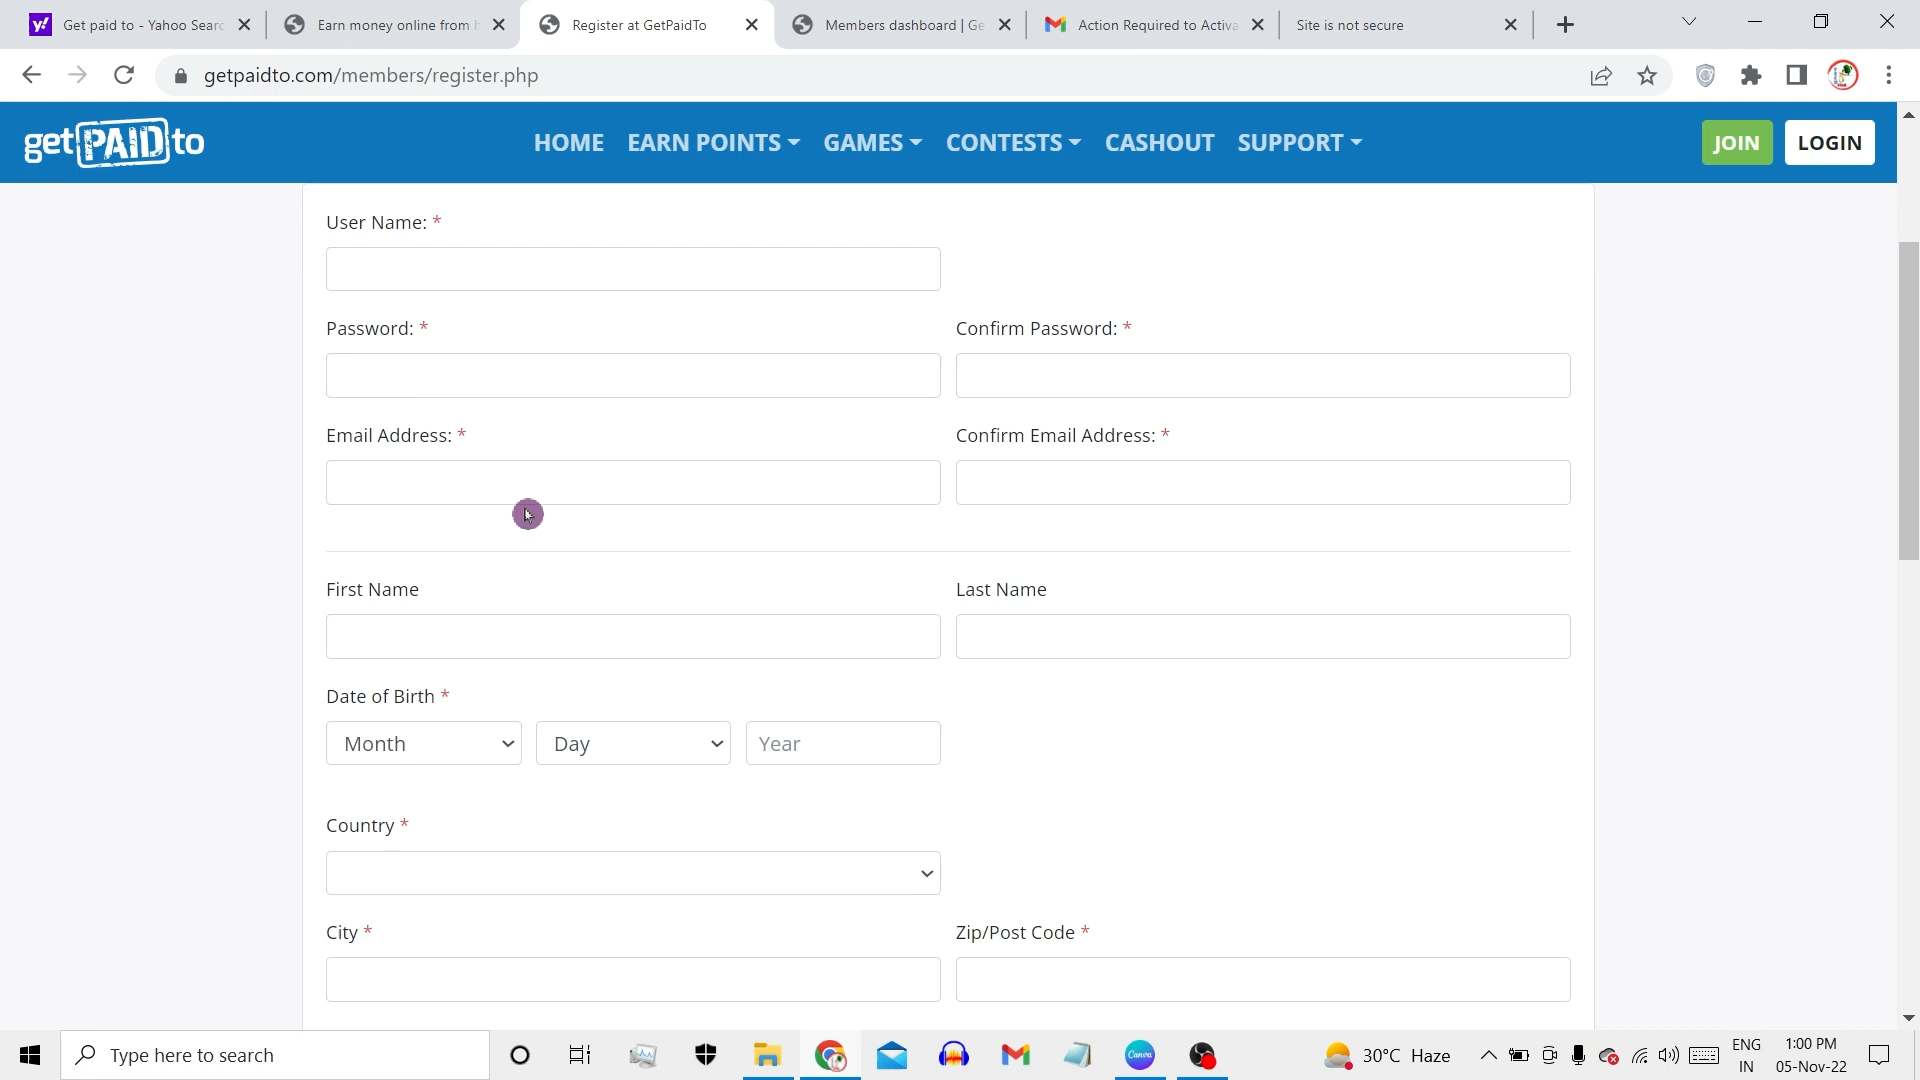 Get paid to - Yahoo Searc
Earn money online from h
Register at GetPaidTo
Members dashboard | Ge
Action Required to Activa
Site is not secure
getpaidto.com/members/register.php
get PAID to
HOME
EARN POINTS
GAMES
CONTESTS
CASHOUT
SUPPORT
JOIN
LOGIN
User Name: *
Password: *
Confirm Password: *
Email Address: *
Confirm Email Address: *
First Name
Last Name
Date of Birth *
Month
Day
Year
Country *
City *
Zip/Post Code *
Type here to search
Canva
30°C Haze
ENG
IN
1:00 PM
05-Nov-22